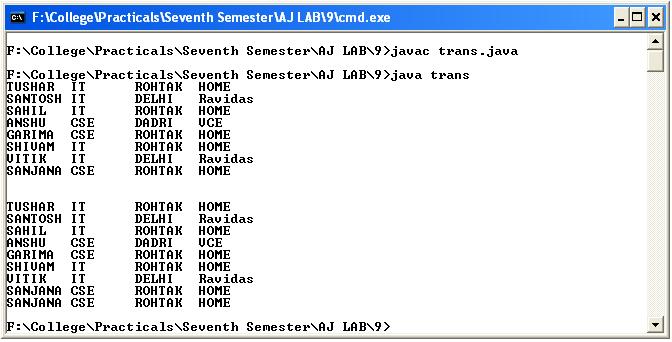 F:\College\Practicals\Seventh Semester\AJ LAB\9\cmd.exe
F:\College\Practicals\Seventh Semester\AJ LAB\9>javac trans.java
F:\College\Practicals\Seventh Semester\AJ LAB\9>java trans
TUSHAR IT ROHTAK HOME
SANTOSH IT DELHI Ravidas
SAHIL IT ROHTAK HOME
ANSHU CSE DADRI VCE
GARIMA CSE ROHTAK HOME
SHIVAM IT ROHTAK HOME
VITIK IT DELHI Ravidas
SANJANA CSE ROHTAK HOME
TUSHAR IT ROHTAK HOME
SANTOSH IT DELHI Ravidas
SAHIL IT ROHTAK HOME
ANSHU CSE DADRI VCE
GARIMA CSE ROHTAK HOME
SHIVAM IT ROHTAK HOME
VITIK IT DELHI Ravidas
SANJANA CSE ROHTAK HOME
SANJANA CSE ROHTAK HOME
F:\College\Practicals\Seventh Semester\AJ LAB\9>